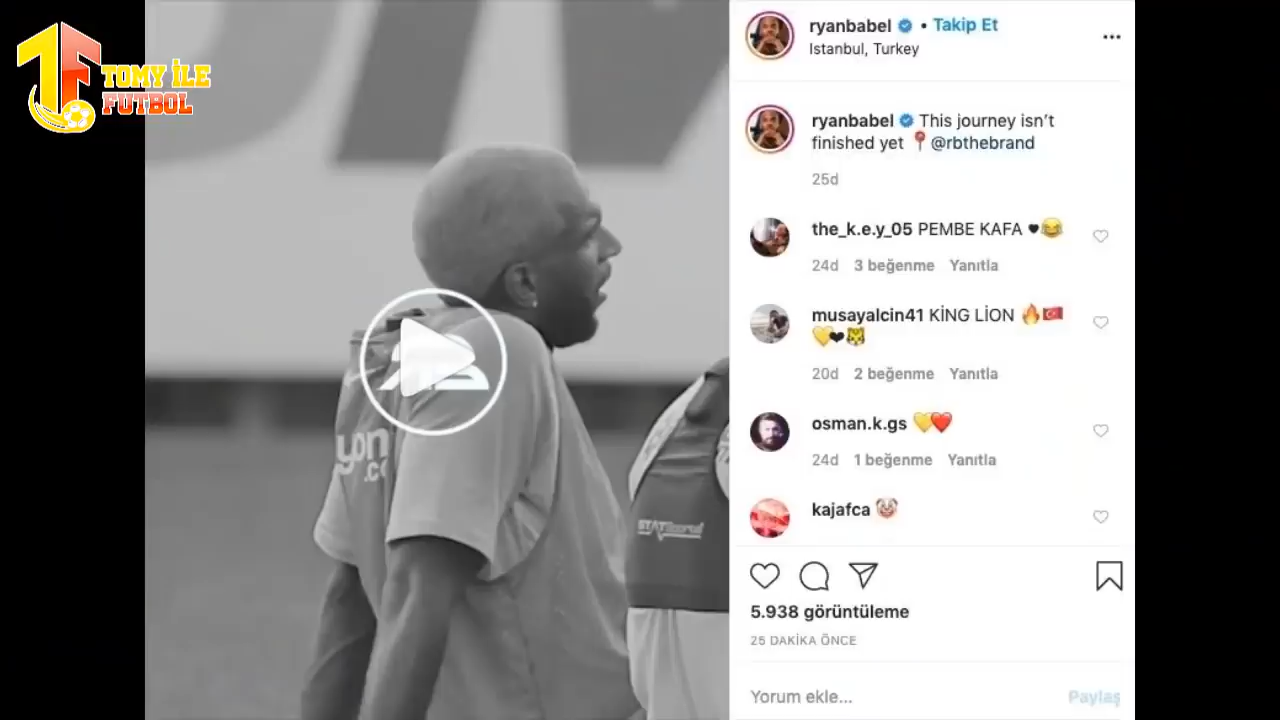 TOMY İLE
FUTBOL
ryanbabel • Takip Et
Istanbul, Turkey
ryanbabel This journey isn’t
finished yet 📍@rbthebrand
25d
the_k.e.y_05 PEMBE KAFA ❤😂
24d 3 beğenme Yanıtla
musayalcin41 KİNG LİON 🔥🇹🇷
💛❤🐯
20d 2 beğenme Yanıtla
osman.k.gs 💛❤️
24d 1 beğenme Yanıtla
kajafca 🤡
5.938 görüntüleme
25 DAKİKA ÖNCE
Yorum ekle...
Paylaş
yon
.co